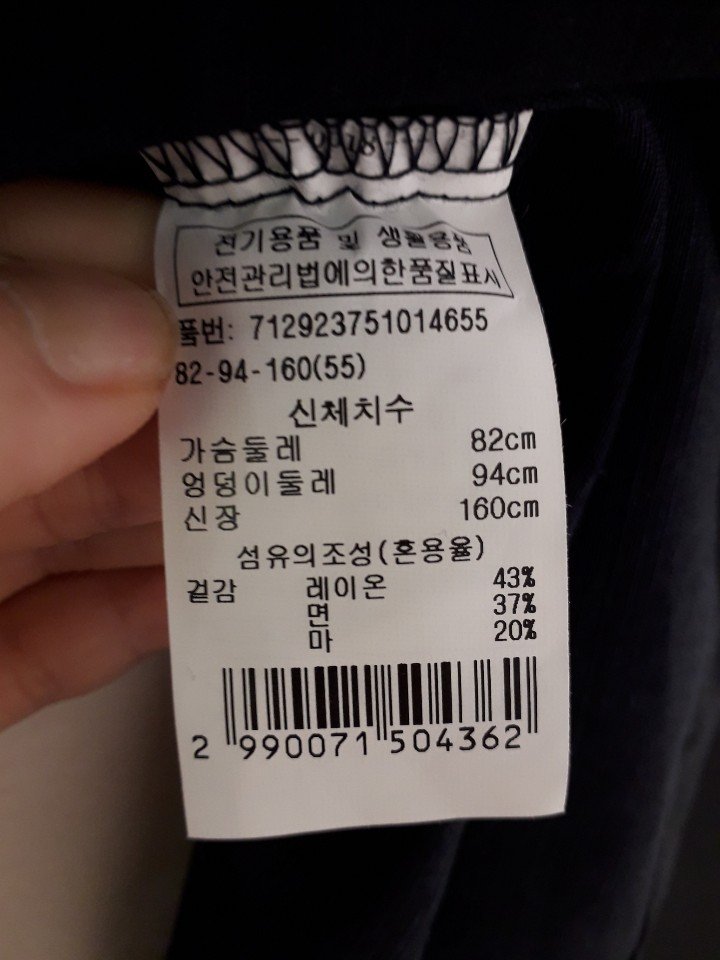 전기용품 및 생활용품
안전관리법에의한품질표시
품번: 712923751014655
82-94-160(55)
신체치수
가슴둘레 82cm
엉덩이둘레 94cm
신장 160cm
섬유의조성(혼용율)
겉감 레이온 43%
면 37%
마 20%
2 990071 504362